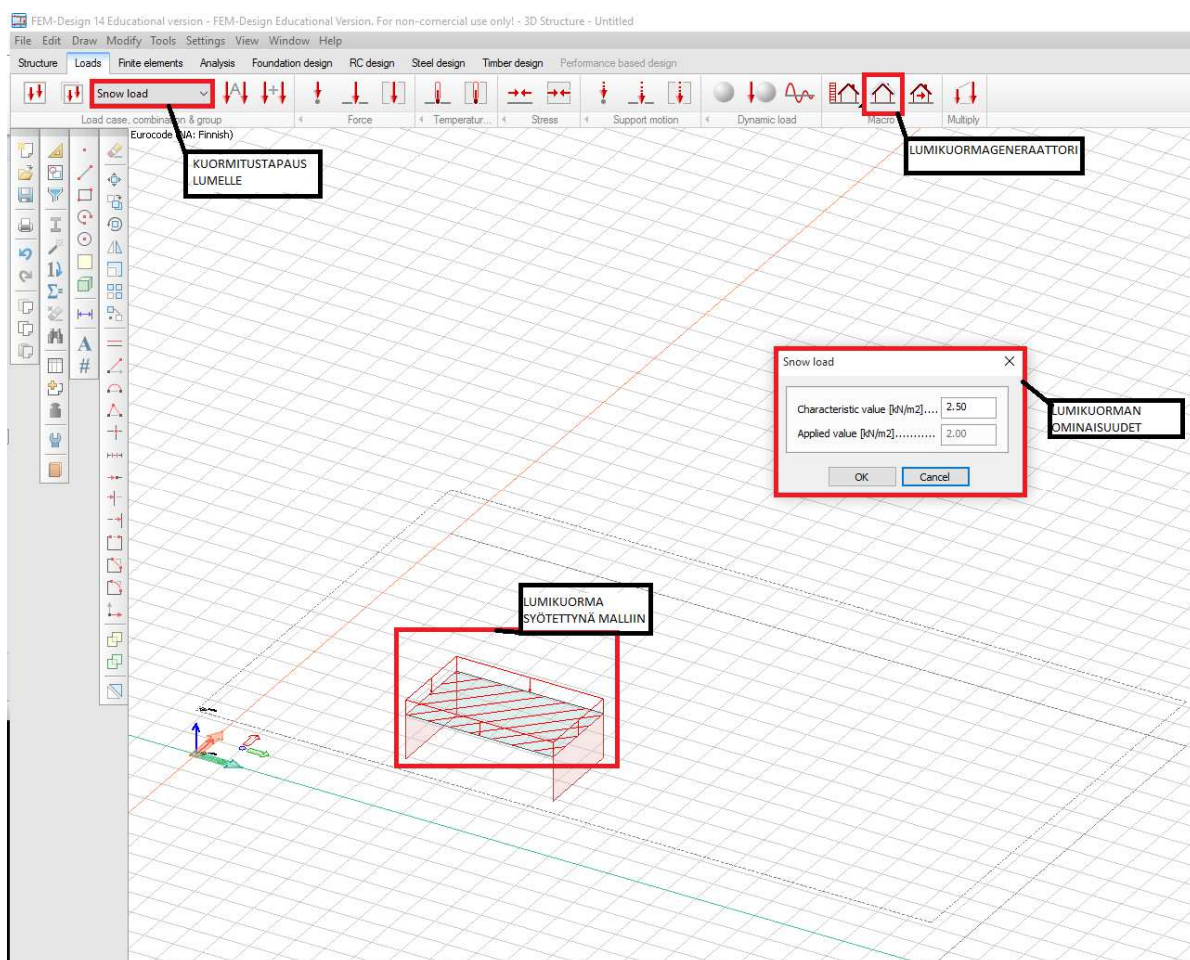 FEM-Design 14 Educational version - FEM-Design Educational Version. For non-comercial use only! - 3D Structure - Untitled
File Edit Draw Modify Tools Settings View Window Help
Structure Loads Finite elements Analysis Foundation design RC design Steel design Timber design Performance based design
Snow load
Load case, combination & group Force Temperatur... Stress Support motion Dynamic load Macro Multiply
Eurocode (NA: Finnish)
KUORMITUSTAPAUS
LUMELLE
LUMIKUORMAGENERAATTORI
Snow load
Characteristic value [kN/m2].... 2.50
Applied value [kN/m2]........... 2.00
OK Cancel
LUMIKUORMAN
OMINAISUUDET
LUMIKUORMA
SYÖTETTYNÄ MALLIIN